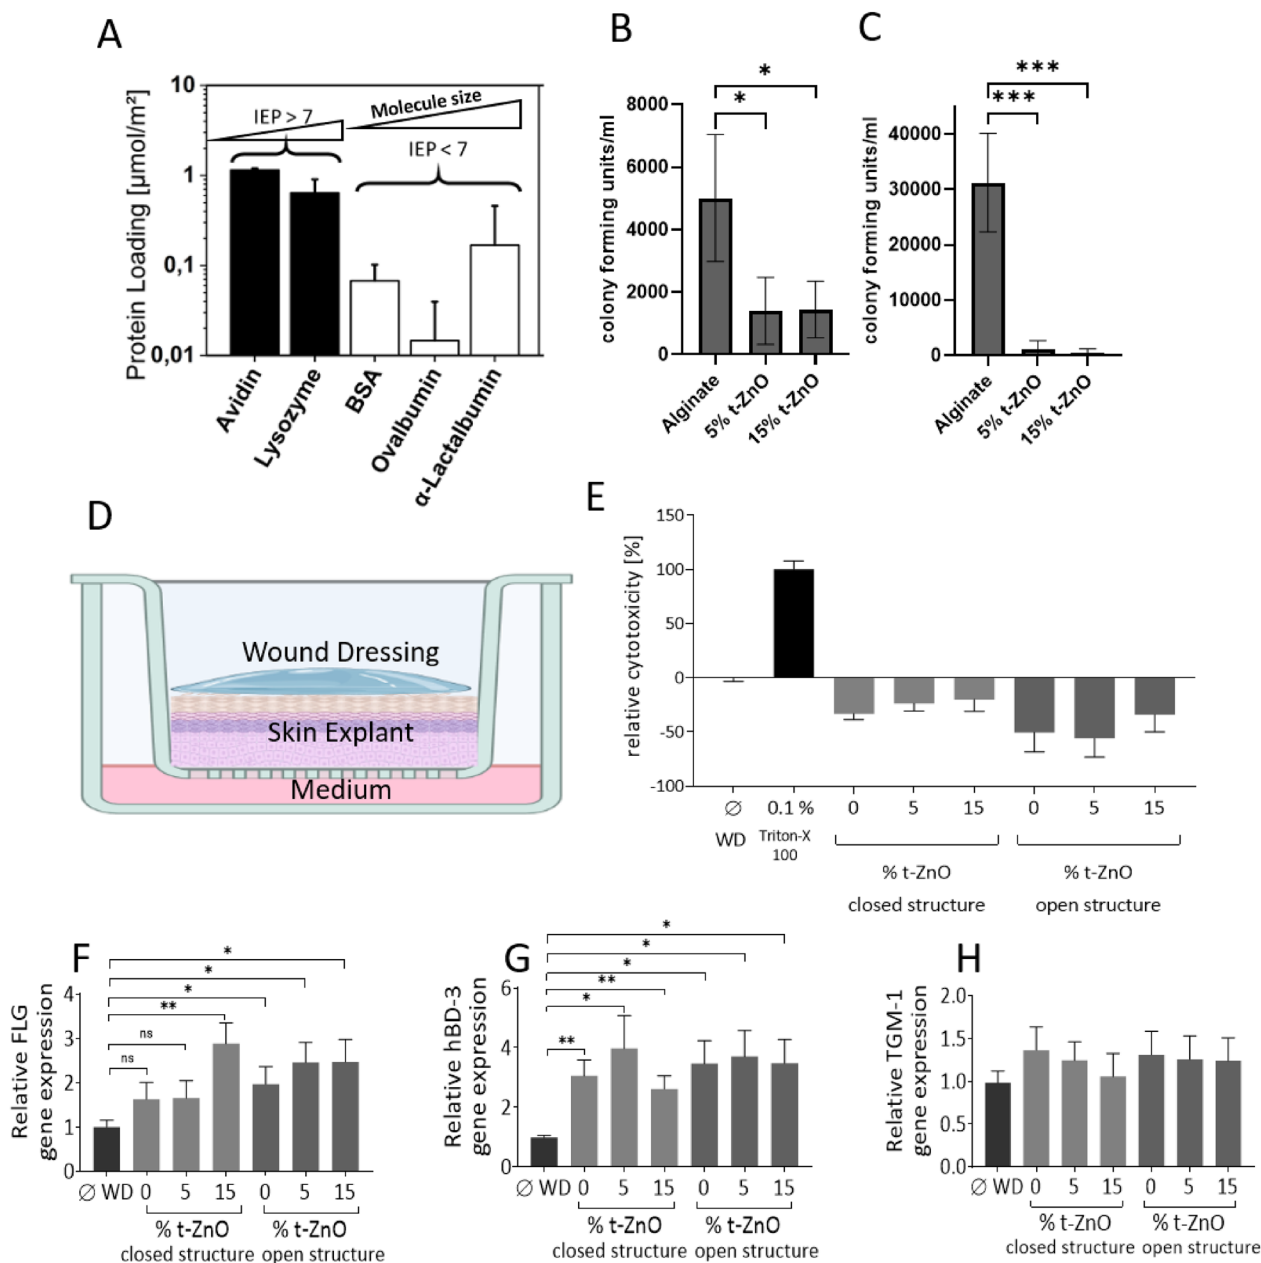 A
Protein Loading [µmol/m²]
10
1
0,1
0,01
IEP > 7
Molecule size
IEP < 7
Avidin
Lysozyme
BSA
Ovalbumin
α-Lactalbumin
B
colony forming units/ml
8000
6000
4000
2000
0
*
*
Alginate
5% t-ZnO
15% t-ZnO
C
colony forming units/ml
40000
30000
20000
10000
0
***
***
Alginate
5% t-ZnO
15% t-ZnO
D
Wound Dressing
Skin Explant
Medium
E
relative cytotoxicity [%]
150
100
50
0
-50
-100
∅
WD
0.1 %
Triton-X
100
0 5 15
% t-ZnO
closed structure
0 5 15
% t-ZnO
open structure
F
Relative FLG
gene expression
4
3
2
1
0
*
*
*
**
ns
ns
∅ WD 0 5 15 0 5 15
% t-ZnO
closed structure
% t-ZnO
open structure
G
Relative hBD-3
gene expression
6
4
2
0
*
*
*
**
*
**
∅ WD 0 5 15 0 5 15
% t-ZnO
closed structure
% t-ZnO
open structure
H
Relative TGM-1
gene expression
2.0
1.5
1.0
0.5
0.0
∅ WD 0 5 15 0 5 15
% t-ZnO
closed structure
% t-ZnO
open structure